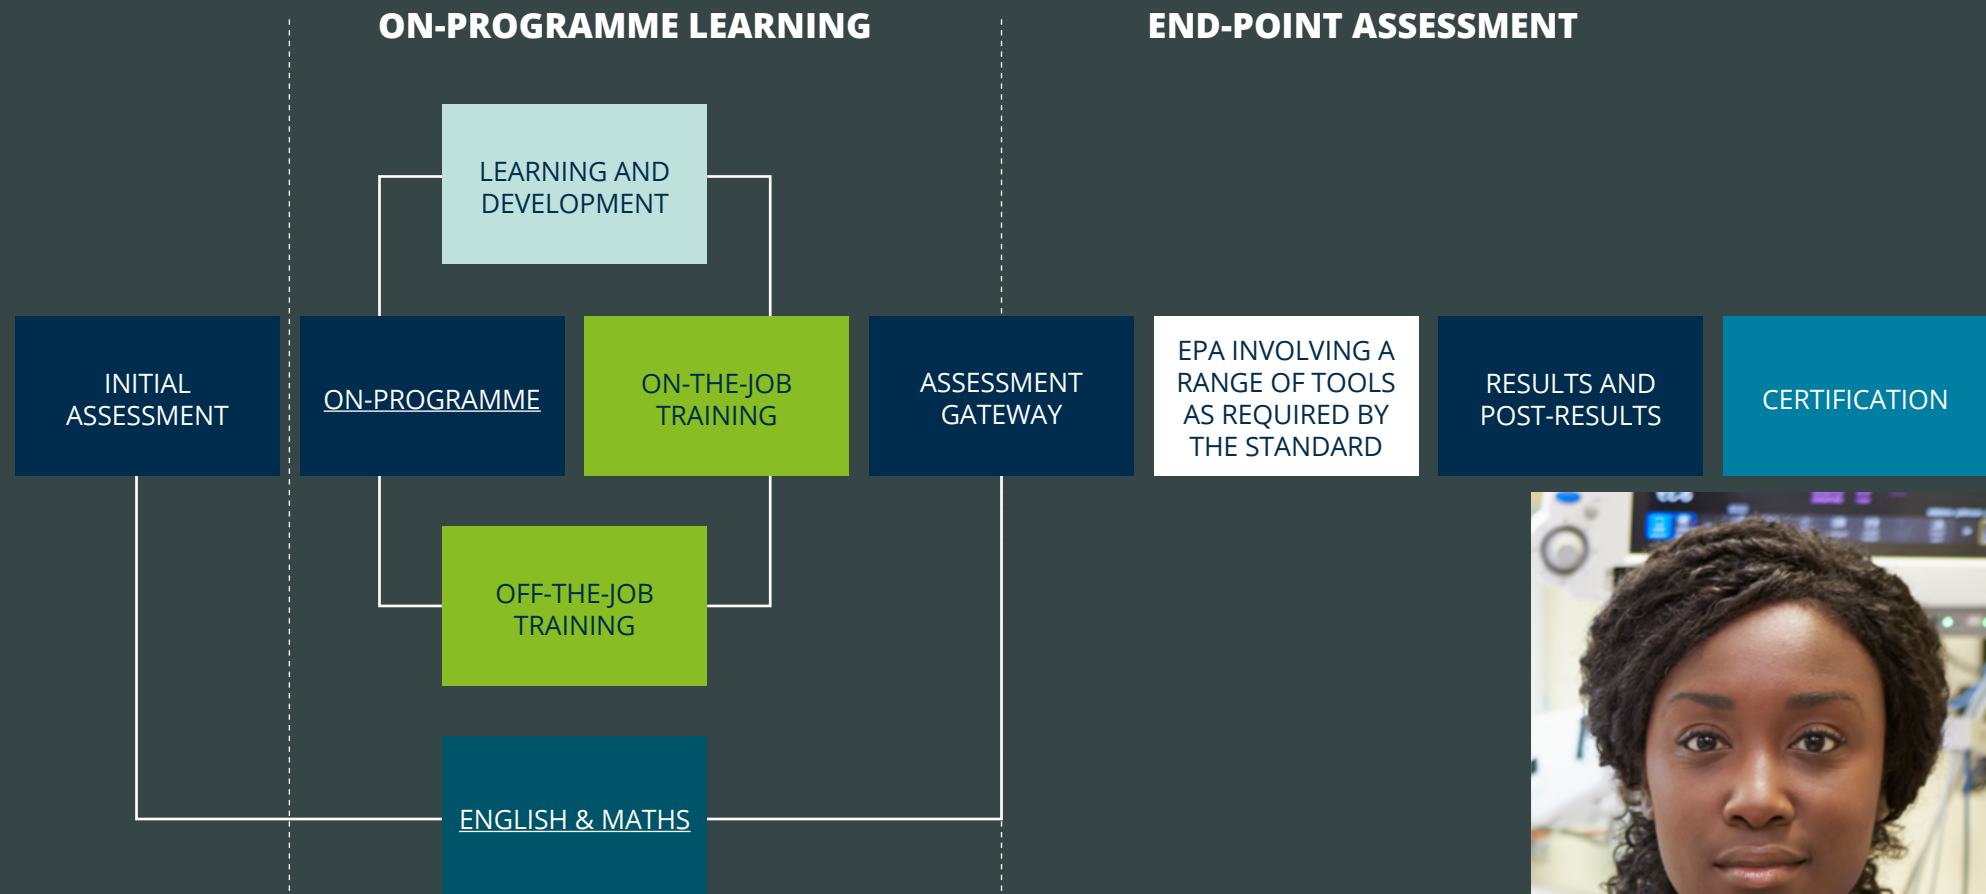 ON-PROGRAMME LEARNING
END-POINT ASSESSMENT
LEARNING AND
DEVELOPMENT
INITIAL
ASSESSMENT
ON-PROGRAMME
ON-THE-JOB
TRAINING
ASSESSMENT
GATEWAY
EPA INVOLVING A
RANGE OF TOOLS
AS REQUIRED BY
THE STANDARD
RESULTS AND
POST-RESULTS
CERTIFICATION
OFF-THE-JOB
TRAINING
ENGLISH & MATHS